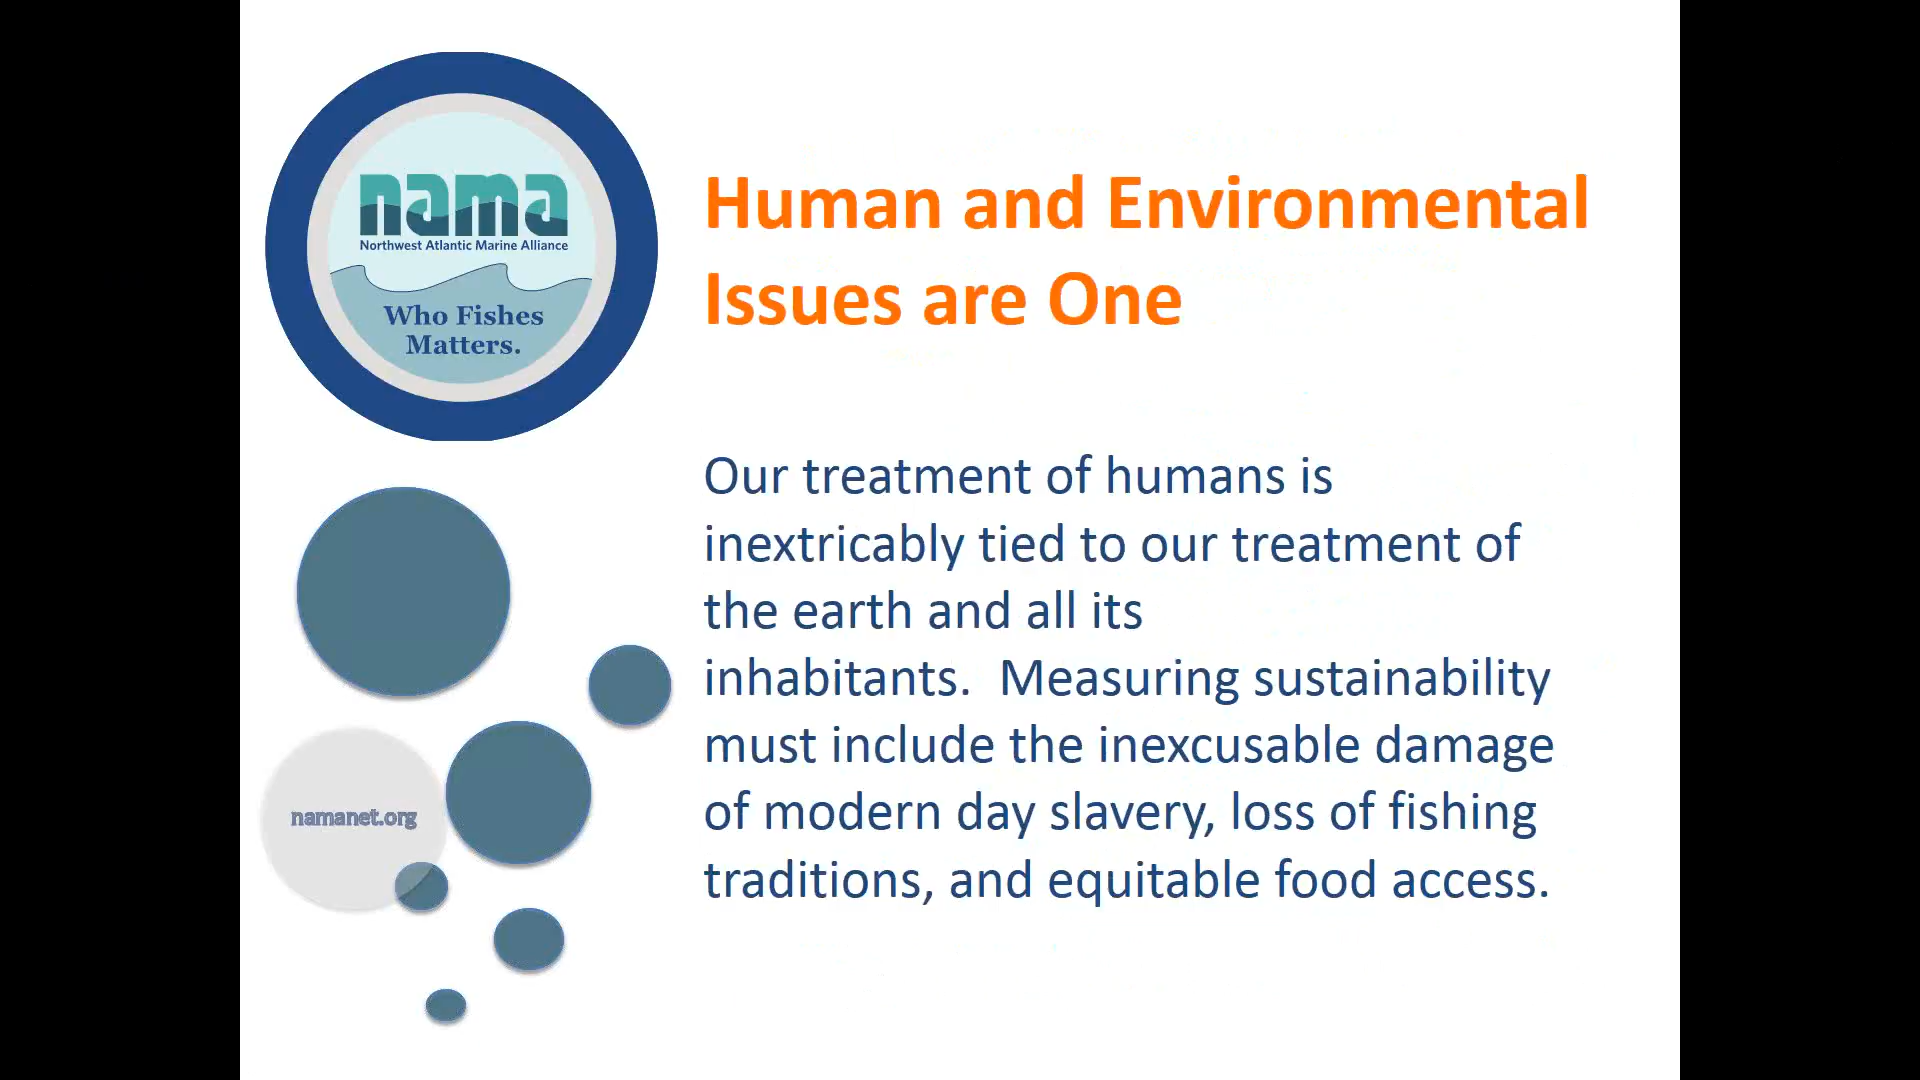 nama
Northwest Atlantic Marine Alliance
Who Fishes
Matters.
Human and Environmental
Issues are One
Our treatment of humans is
inextricably tied to our treatment of
the earth and all its
inhabitants.  Measuring sustainability
must include the inexcusable damage
of modern day slavery, loss of fishing
traditions, and equitable food access.
namanet.org